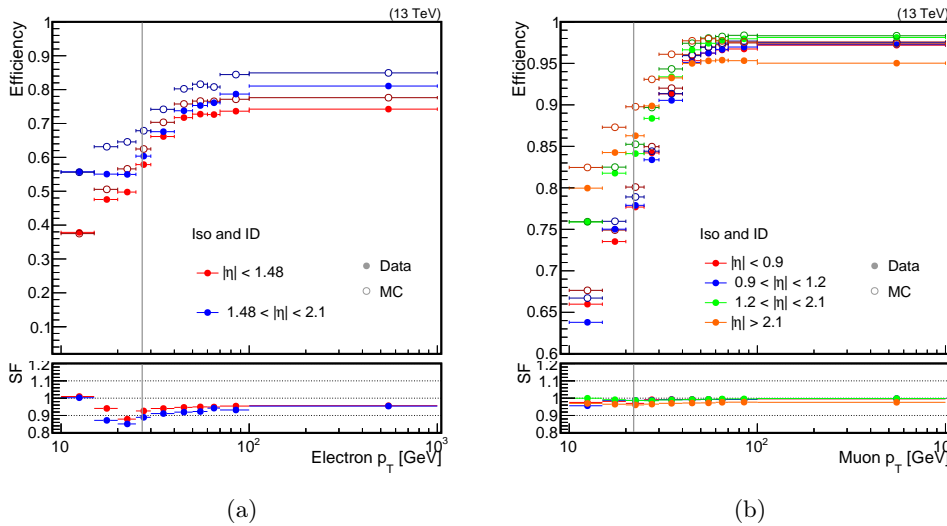 (13 TeV)
Efficiency
1
0.9
0.8
0.7
0.6
0.5
0.4
0.3
0.2
0.1
Iso and ID
|η| < 1.48
1.48 < |η| < 2.1
Data
MC
SF
1.2
1.1
1.0
0.9
0.8
10
10²
10³
Electron p_T [GeV]
(a)
(13 TeV)
Efficiency
1
0.95
0.9
0.85
0.8
0.75
0.7
0.65
0.6
Iso and ID
|η| < 0.9
0.9 < |η| < 1.2
1.2 < |η| < 2.1
|η| > 2.1
Data
MC
SF
1.2
1.1
1.0
0.9
0.8
10
10²
10
Muon p_T [GeV]
(b)